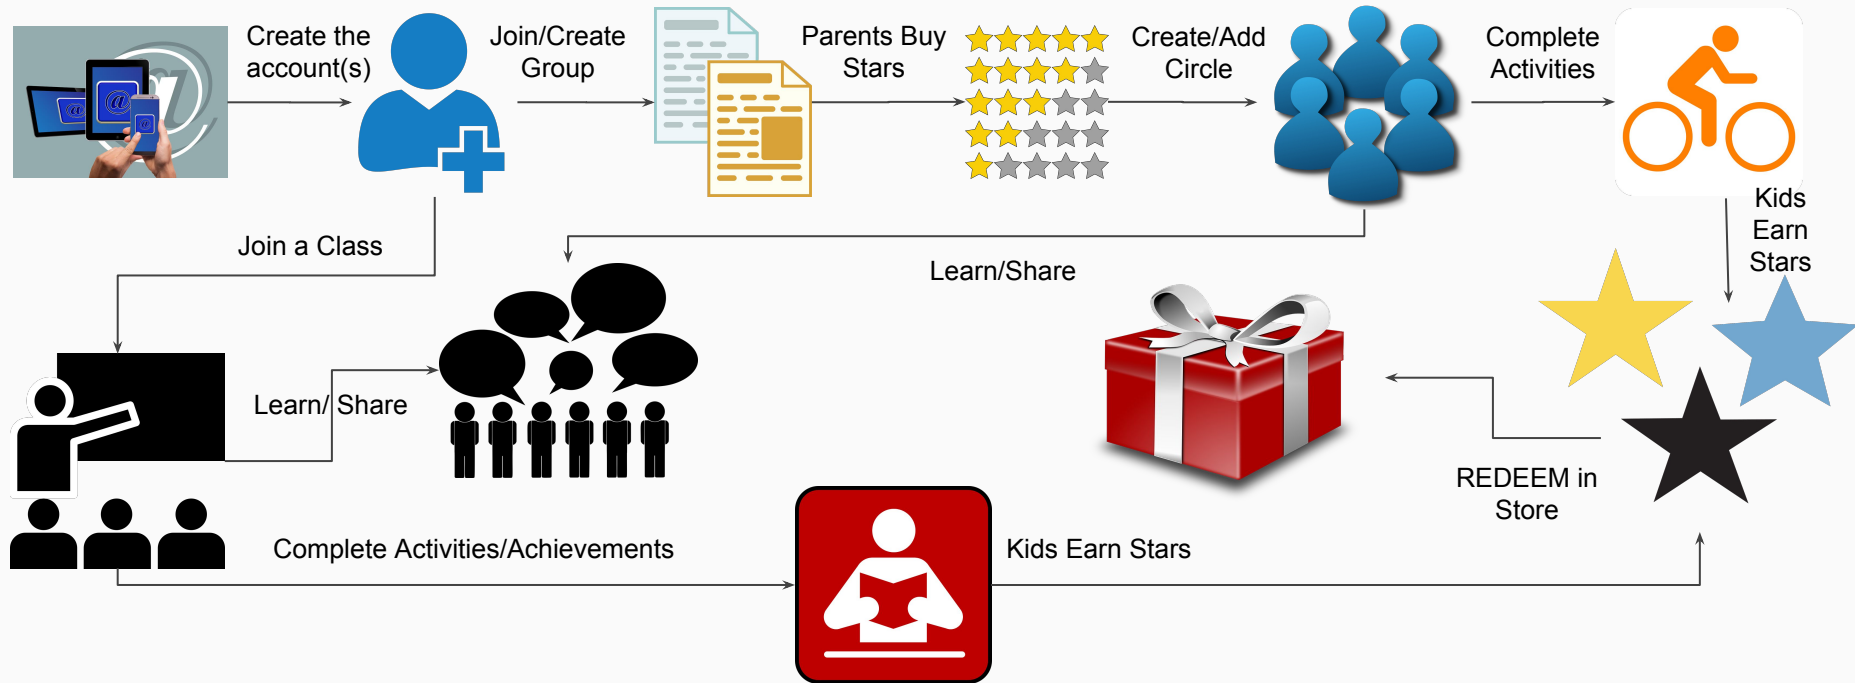 Create the
account(s)
Join/Create
Group
Parents Buy
Stars
Create/Add
Circle
Complete
Activities
Kids
Earn
Stars
Join a Class
Learn/Share
Learn/ Share
REDEEM in
Store
Complete Activities/Achievements
Kids Earn Stars